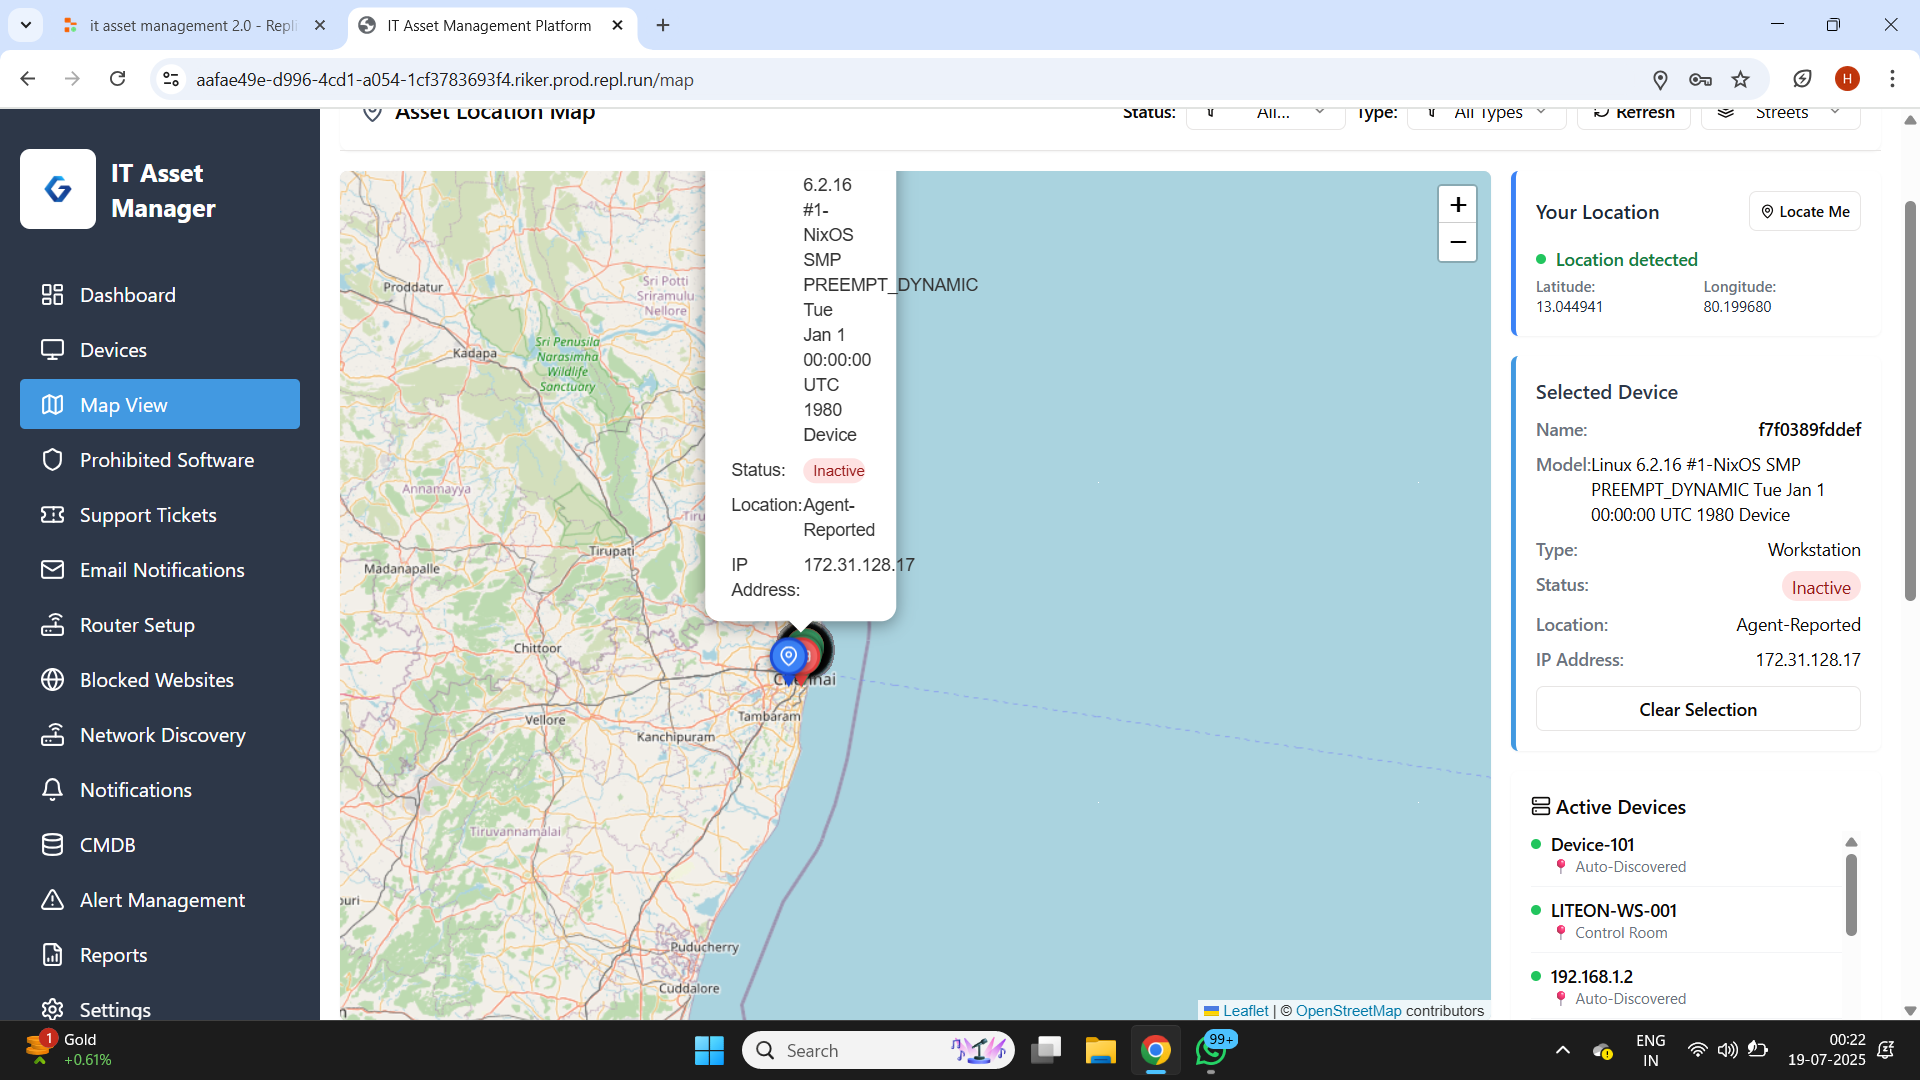 it asset management 2.0 - Repli
IT Asset Management Platform
aafae49e-d996-4cd1-a054-1cf3783693f4.riker.prod.repl.run/map
H
IT Asset
Manager
Dashboard
Devices
Map View
Prohibited Software
Support Tickets
Email Notifications
Router Setup
Blocked Websites
Network Discovery
Notifications
CMDB
Alert Management
Reports
Settings
Asset Location Map
Status:
All...
Type:
All Types
Refresh
Streets
Proddatur
Sri Potti
Sriramulu
Nellore
Kadapa
Sri Penusila
Narasimha
Wildlife
Sanctuary
Annamayya
Tirupati
Madanapalle
Chittoor
Vellore
Tambaram
Kanchipuram
Tiruvannamalai
Puducherry
Cuddalore
6.2.16
#1-
NixOS
SMP
PREEMPT_DYNAMIC
Tue
Jan 1
00:00:00
UTC
1980
Device
Status: Inactive
Location: Agent-
Reported
IP 172.31.128.17
Address:
+
−
Leaflet | © OpenStreetMap contributors
Your Location
Locate Me
Location detected
Latitude: Longitude:
13.044941 80.199680
Selected Device
Name: f7f0389fddef
Model: Linux 6.2.16 #1-NixOS SMP
PREEMPT_DYNAMIC Tue Jan 1
00:00:00 UTC 1980 Device
Type: Workstation
Status: Inactive
Location: Agent-Reported
IP Address: 172.31.128.17
Clear Selection
Active Devices
Device-101
Auto-Discovered
LITEON-WS-001
Control Room
192.168.1.2
Auto-Discovered
1
Gold
+0.61%
Search
99+
ENG
IN
00:22
19-07-2025